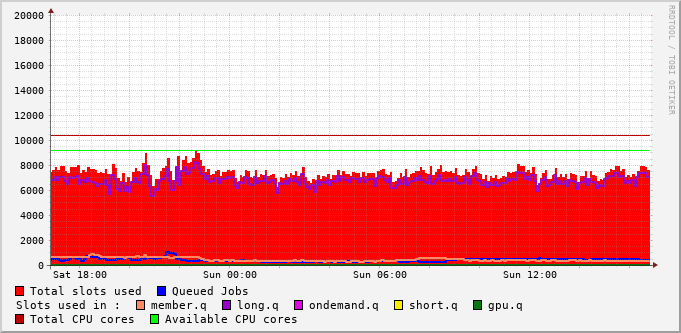 20000
18000
16000
14000
12000
10000
8000
6000
4000
2000
0
Sat 18:00 Sun 00:00 Sun 06:00 Sun 12:00
Total slots used Queued Jobs
Slots used in : member.q long.q ondemand.q short.q gpu.q
Total CPU cores Available CPU cores
RRDTOOL / TOBI OETIKER